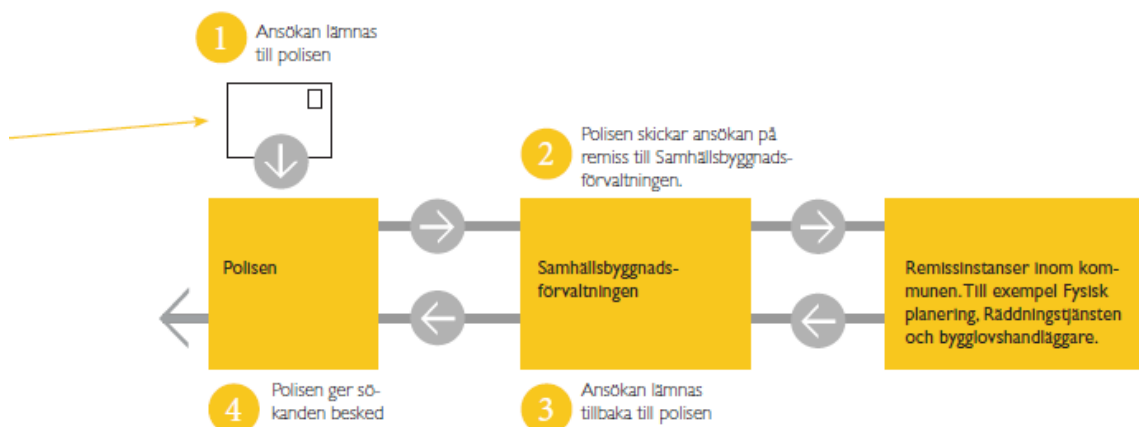 1
Ansökan lämnas
till polisen
2
Polisen skickar ansökan på
remiss till Samhällsbyggnads-
förvaltningen.
Polisen
Samhällsbyggnads-
förvaltningen
Remissinstanser inom kom-
munen. Till exempel Fysisk
planering, Räddningstjänsten
och bygglovshandläggare.
4
Polisen ger sö-
kanden besked
3
Ansökan lämnas
tillbaka till polisen